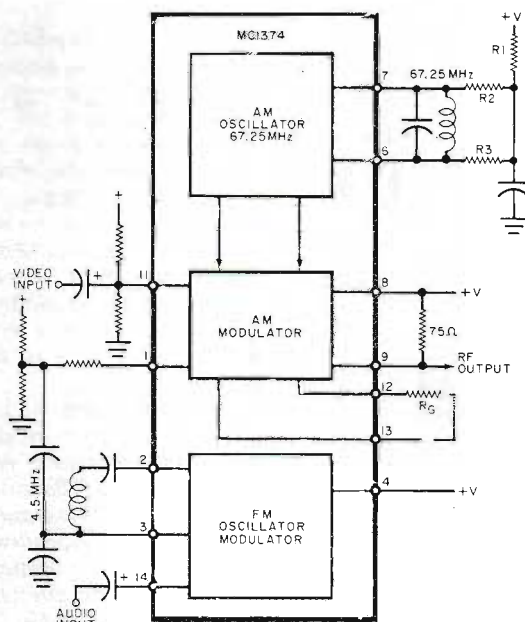 MC1374
+V
R1
7
67.25 MHz
R2
AM
OSCILLATOR
67.25MHz
6
R3
+
11
VIDEO
INPUT
+
+
AM
MODULATOR
8
+V
75Ω
9
RF
OUTPUT
1
12
RG
13
4.5 MHz
2
3
FM
OSCILLATOR
MODULATOR
4
+V
+
14
AUDIO
INPUT